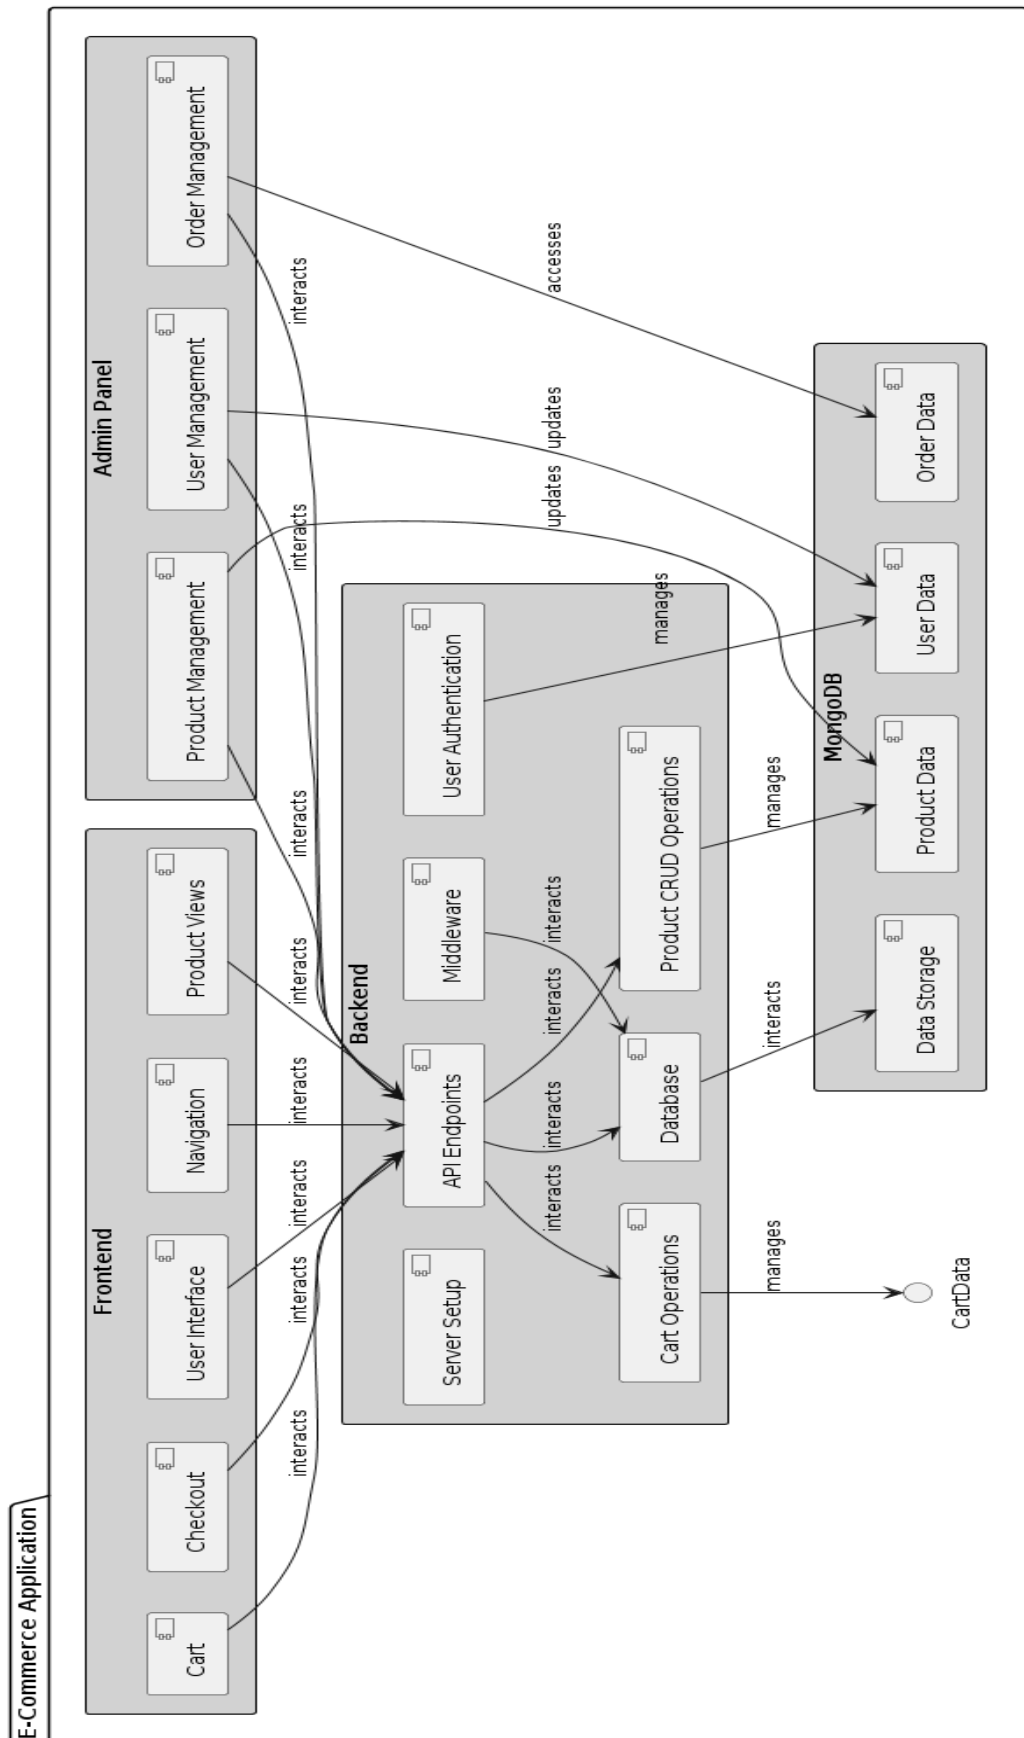 E-Commerce Application
Frontend
Cart
Checkout
User Interface
Navigation
Product Views
Admin Panel
Product Management
User Management
Order Management
interacts
interacts
interacts
interacts
interacts
interacts
interacts
interacts
Backend
Server Setup
API Endpoints
Middleware
User Authentication
interacts
interacts
interacts
interacts
updates
updates
accesses
Cart Operations
Database
Product CRUD Operations
manages
manages
interacts
manages
MongoDB
Data Storage
Product Data
User Data
Order Data
CartData